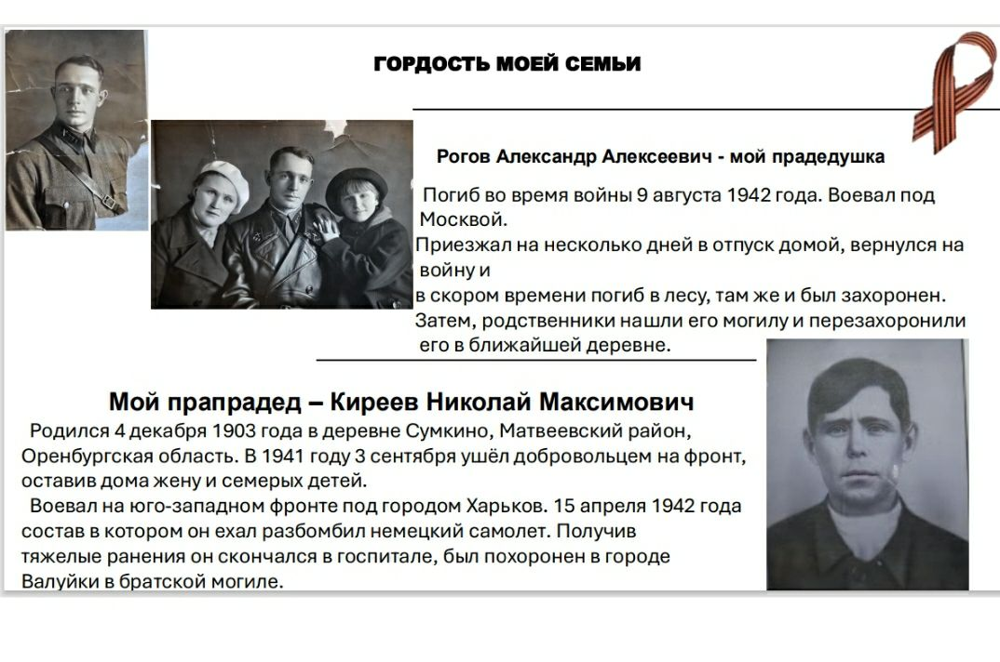 ГОРДОСТЬ МОЕЙ СЕМЬИ
Рогов Александр Алексеевич - мой прадедушка
Погиб во время войны 9 августа 1942 года. Воевал под
Москвой.
Приезжал на несколько дней в отпуск домой, вернулся на
войну и
в скором времени погиб в лесу, там же и был захоронен.
Затем, родственники нашли его могилу и перезахоронили
его в ближайшей деревне.
Мой прапрадед – Киреев Николай Максимович
Родился 4 декабря 1903 года в деревне Сумкино, Матвеевский район,
Оренбургская область. В 1941 году 3 сентября ушёл добровольцем на фронт,
оставив дома жену и семерых детей.
Воевал на юго-западном фронте под городом Харьков. 15 апреля 1942 года
состав в котором он ехал разбомбил немецкий самолет. Получив
тяжелые ранения он скончался в госпитале, был похоронен в городе
Валуйки в братской могиле.